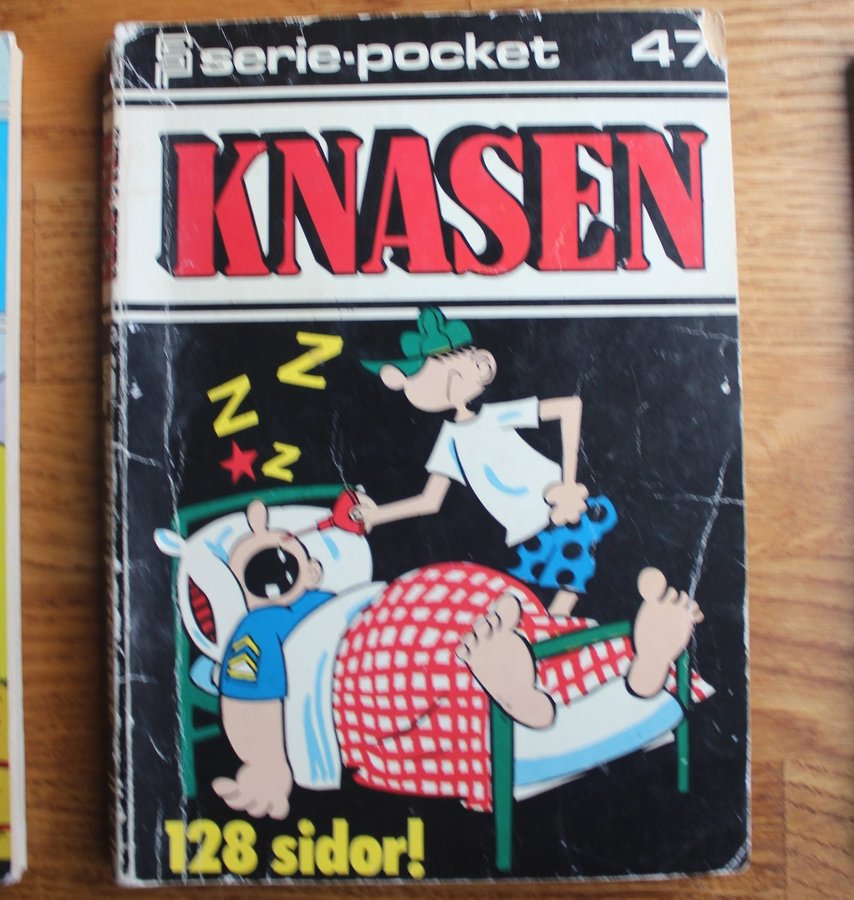 serie·pocket 47
KNASEN
Z
Z
Z
128 sidor!